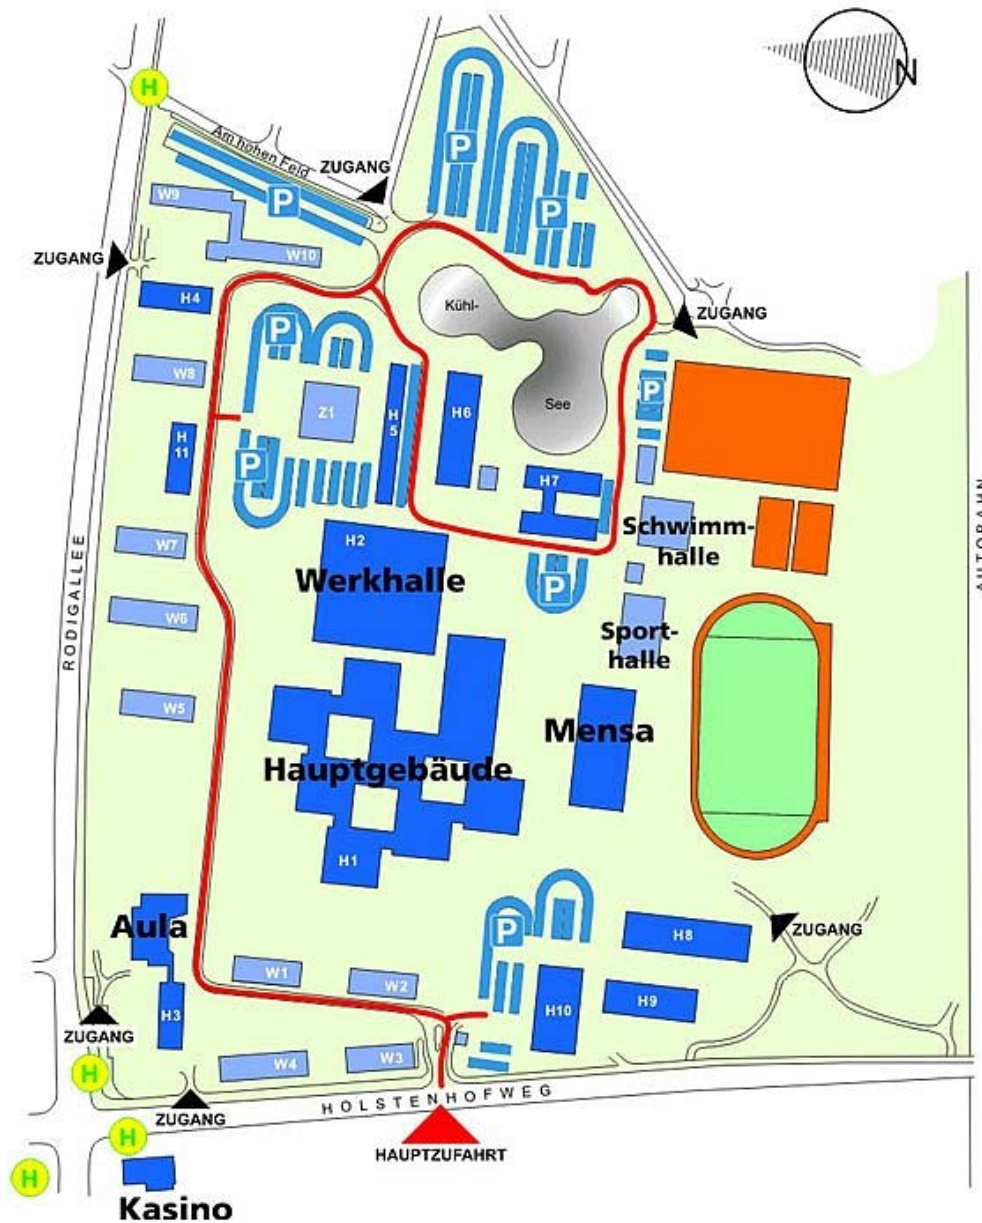 N
H
Am hohen Feld
ZUGANG
P
P
P
W9
W10
ZUGANG
H4
Kühl-
See
ZUGANG
P
W8
Z1
H
5
H6
P
H
11
P
H7
H2
Werkhalle
Schwimm-
halle
W7
P
W6
Sport-
halle
RODIGALLEE
AUTOBAHN
W5
Mensa
Hauptgebäude
H1
Aula
P
H8
ZUGANG
W1
W2
H3
H10
H9
ZUGANG
W4
W3
H
HOLSTENHOFWEG
ZUGANG
H
HAUPTZUFAHRT
H
Kasino